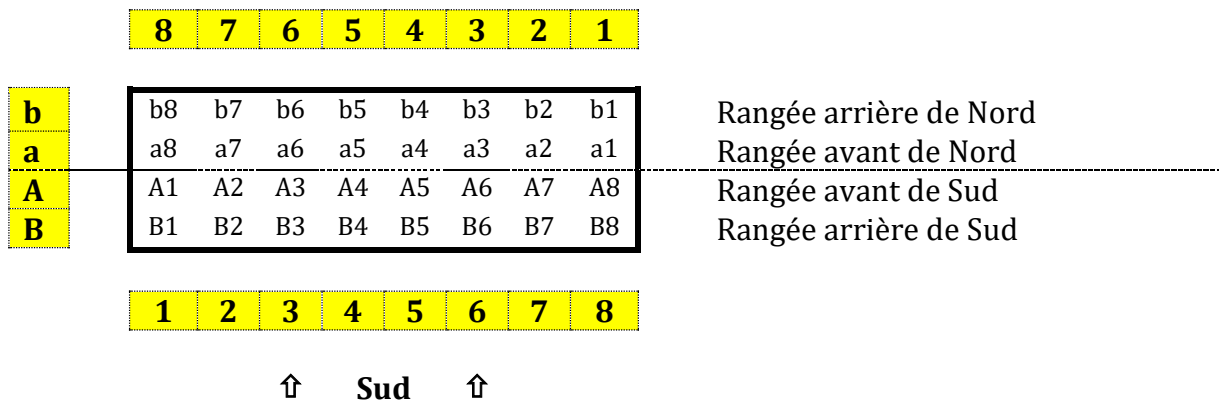 8 7 6 5 4 3 2 1
b b8 b7 b6 b5 b4 b3 b2 b1 Rangée arrière de Nord
a a8 a7 a6 a5 a4 a3 a2 a1 Rangée avant de Nord
A A1 A2 A3 A4 A5 A6 A7 A8 Rangée avant de Sud
B B1 B2 B3 B4 B5 B6 B7 B8 Rangée arrière de Sud
1 2 3 4 5 6 7 8
⇧ Sud ⇧